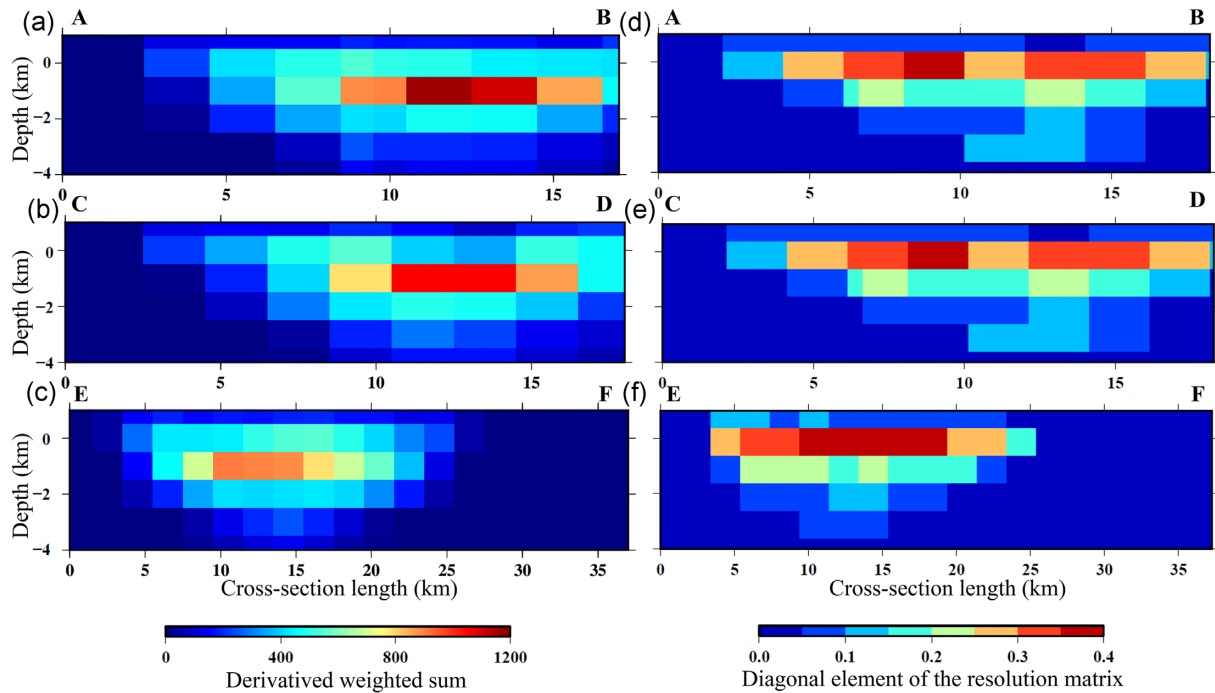 (a) A B
Depth (km)
0
−2
−4
0 5 10 15
(b) C D
Depth (km)
0
−2
−4
0 5 10 15
(c) E F
Depth (km)
0
−2
−4
0 5 10 15 20 25 30 35
Cross-section length (km)
0 400 800 1200
Derivatived weighted sum
(d) A B
0 5 10 15
(e) C D
0 5 10 15
(f) E F
0 5 10 15 20 25 30 35
Cross-section length (km)
0.0 0.1 0.2 0.3 0.4
Diagonal element of the resolution matrix